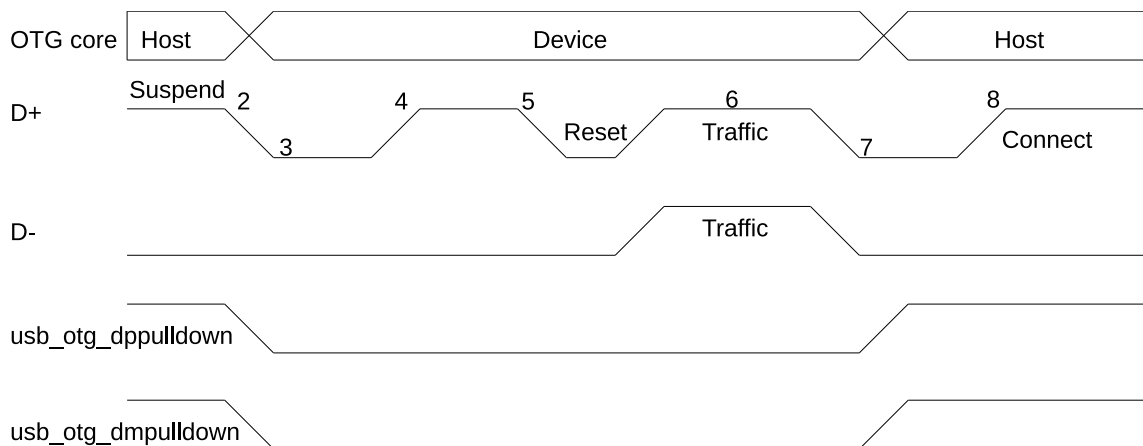 OTG core Host Device Host
Suspend
D+ 2 3 4 5 Reset 6 Traffic 7 8 Connect
D- Traffic
usb_otg_dppulldown
usb_otg_dmpulldown